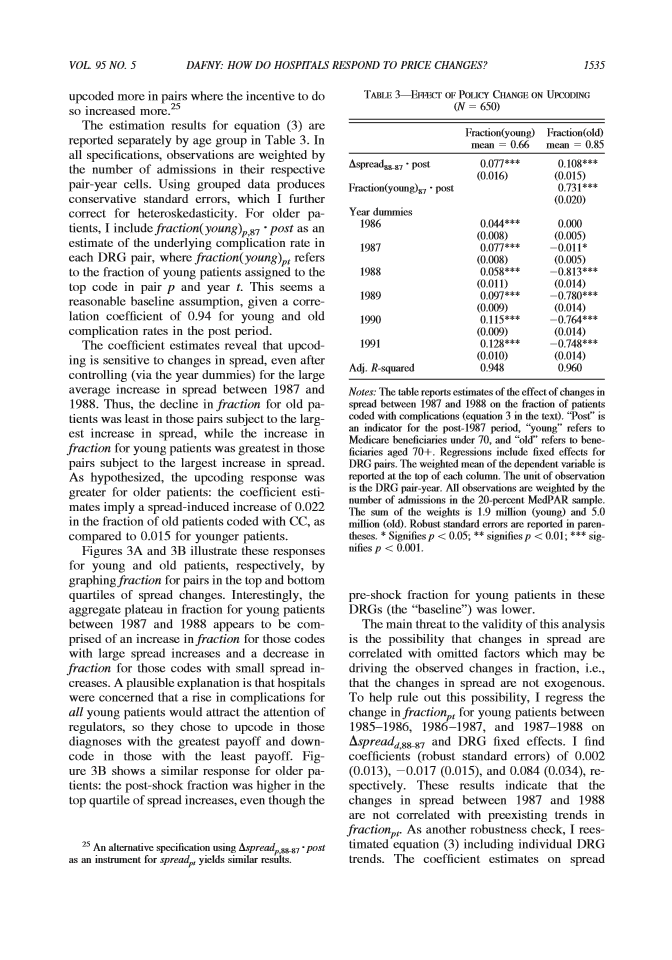 VOL. 95 NO. 5 DAFNY: HOW DO HOSPITALS RESPOND TO PRICE CHANGES? 1535
upcoded more in pairs where the incentive to do
so increased more.25
The estimation results for equation (3) are
reported separately by age group in Table 3. In
all specifications, observations are weighted by
the number of admissions in their respective
pair-year cells. Using grouped data produces
conservative standard errors, which I further
correct for heteroskedasticity. For older pa-
tients, I include fraction(young)p,87 · post as an
estimate of the underlying complication rate in
each DRG pair, where fraction(young)pt refers
to the fraction of young patients assigned to the
top code in pair p and year t. This seems a
reasonable baseline assumption, given a corre-
lation coefficient of 0.94 for young and old
complication rates in the post period.
The coefficient estimates reveal that upcod-
ing is sensitive to changes in spread, even after
controlling (via the year dummies) for the large
average increase in spread between 1987 and
1988. Thus, the decline in fraction for old pa-
tients was least in those pairs subject to the larg-
est increase in spread, while the increase in
fraction for young patients was greatest in those
pairs subject to the largest increase in spread.
As hypothesized, the upcoding response was
greater for older patients: the coefficient esti-
mates imply a spread-induced increase of 0.022
in the fraction of old patients coded with CC, as
compared to 0.015 for younger patients.
Figures 3A and 3B illustrate these responses
for young and old patients, respectively, by
graphing fraction for pairs in the top and bottom
quartiles of spread changes. Interestingly, the
aggregate plateau in fraction for young patients
between 1987 and 1988 appears to be com-
prised of an increase in fraction for those codes
with large spread increases and a decrease in
fraction for those codes with small spread in-
creases. A plausible explanation is that hospitals
were concerned that a rise in complications for
all young patients would attract the attention of
regulators, so they chose to upcode in those
diagnoses with the greatest payoff and down-
code in those with the least payoff. Fig-
ure 3B shows a similar response for older pa-
tients: the post-shock fraction was higher in the
top quartile of spread increases, even though the
25 An alternative specification using Δspreadp,88-87 · post
as an instrument for spreadpt yields similar results.
TABLE 3—EFFECT OF POLICY CHANGE ON UPCODING
(N = 650)
Fraction(young) Fraction(old)
mean = 0.66 mean = 0.85
Δspread88-87 · post 0.077*** 0.108***
(0.016) (0.015)
Fraction(young)87 · post 0.731***
(0.020)
Year dummies
1986 0.044*** 0.000
(0.008) (0.005)
1987 0.077*** −0.011*
(0.008) (0.005)
1988 0.058*** −0.813***
(0.011) (0.014)
1989 0.097*** −0.780***
(0.009) (0.014)
1990 0.115*** −0.764***
(0.009) (0.014)
1991 0.128*** −0.748***
(0.010) (0.014)
Adj. R-squared 0.948 0.960
Notes: The table reports estimates of the effect of changes in
spread between 1987 and 1988 on the fraction of patients
coded with complications (equation 3 in the text). “Post” is
an indicator for the post-1987 period, “young” refers to
Medicare beneficiaries under 70, and “old” refers to bene-
ficiaries aged 70+. Regressions include fixed effects for
DRG pairs. The weighted mean of the dependent variable is
reported at the top of each column. The unit of observation
is the DRG pair-year. All observations are weighted by the
number of admissions in the 20-percent MedPAR sample.
The sum of the weights is 1.9 million (young) and 5.0
million (old). Robust standard errors are reported in paren-
theses. * Signifies p < 0.05; ** signifies p < 0.01; *** sig-
nifies p < 0.001.
pre-shock fraction for young patients in these
DRGs (the “baseline”) was lower.
The main threat to the validity of this analysis
is the possibility that changes in spread are
correlated with omitted factors which may be
driving the observed changes in fraction, i.e.,
that the changes in spread are not exogenous.
To help rule out this possibility, I regress the
change in fractionpt for young patients between
1985–1986, 1986–1987, and 1987–1988 on
Δspreadd,88-87 and DRG fixed effects. I find
coefficients (robust standard errors) of 0.002
(0.013), −0.017 (0.015), and 0.084 (0.034), re-
spectively. These results indicate that the
changes in spread between 1987 and 1988
are not correlated with preexisting trends in
fractionpt. As another robustness check, I rees-
timated equation (3) including individual DRG
trends. The coefficient estimates on spread